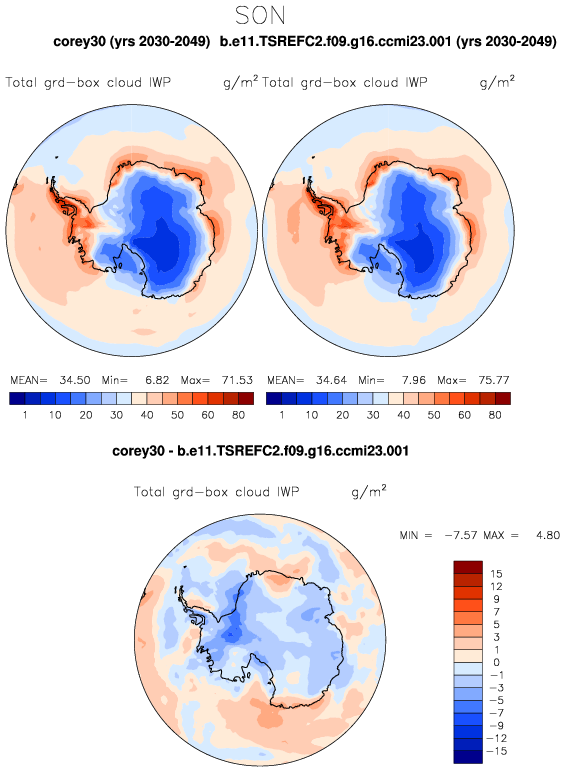 SON
corey30 (yrs 2030-2049) b.e11.TSREFC2.f09.g16.ccmi23.001 (yrs 2030-2049)
Total grd-box cloud IWP g/m² Total grd-box cloud IWP g/m²
MEAN= 34.50 Min= 6.82 Max= 71.53 MEAN= 34.64 Min= 7.96 Max= 75.77
1 10 20 30 40 50 60 80 1 10 20 30 40 50 60 80
corey30 - b.e11.TSREFC2.f09.g16.ccmi23.001
Total grd-box cloud IWP g/m²
MIN = -7.57 MAX = 4.80
15
12
9
7
5
3
1
0
-1
-3
-5
-7
-9
-12
-15